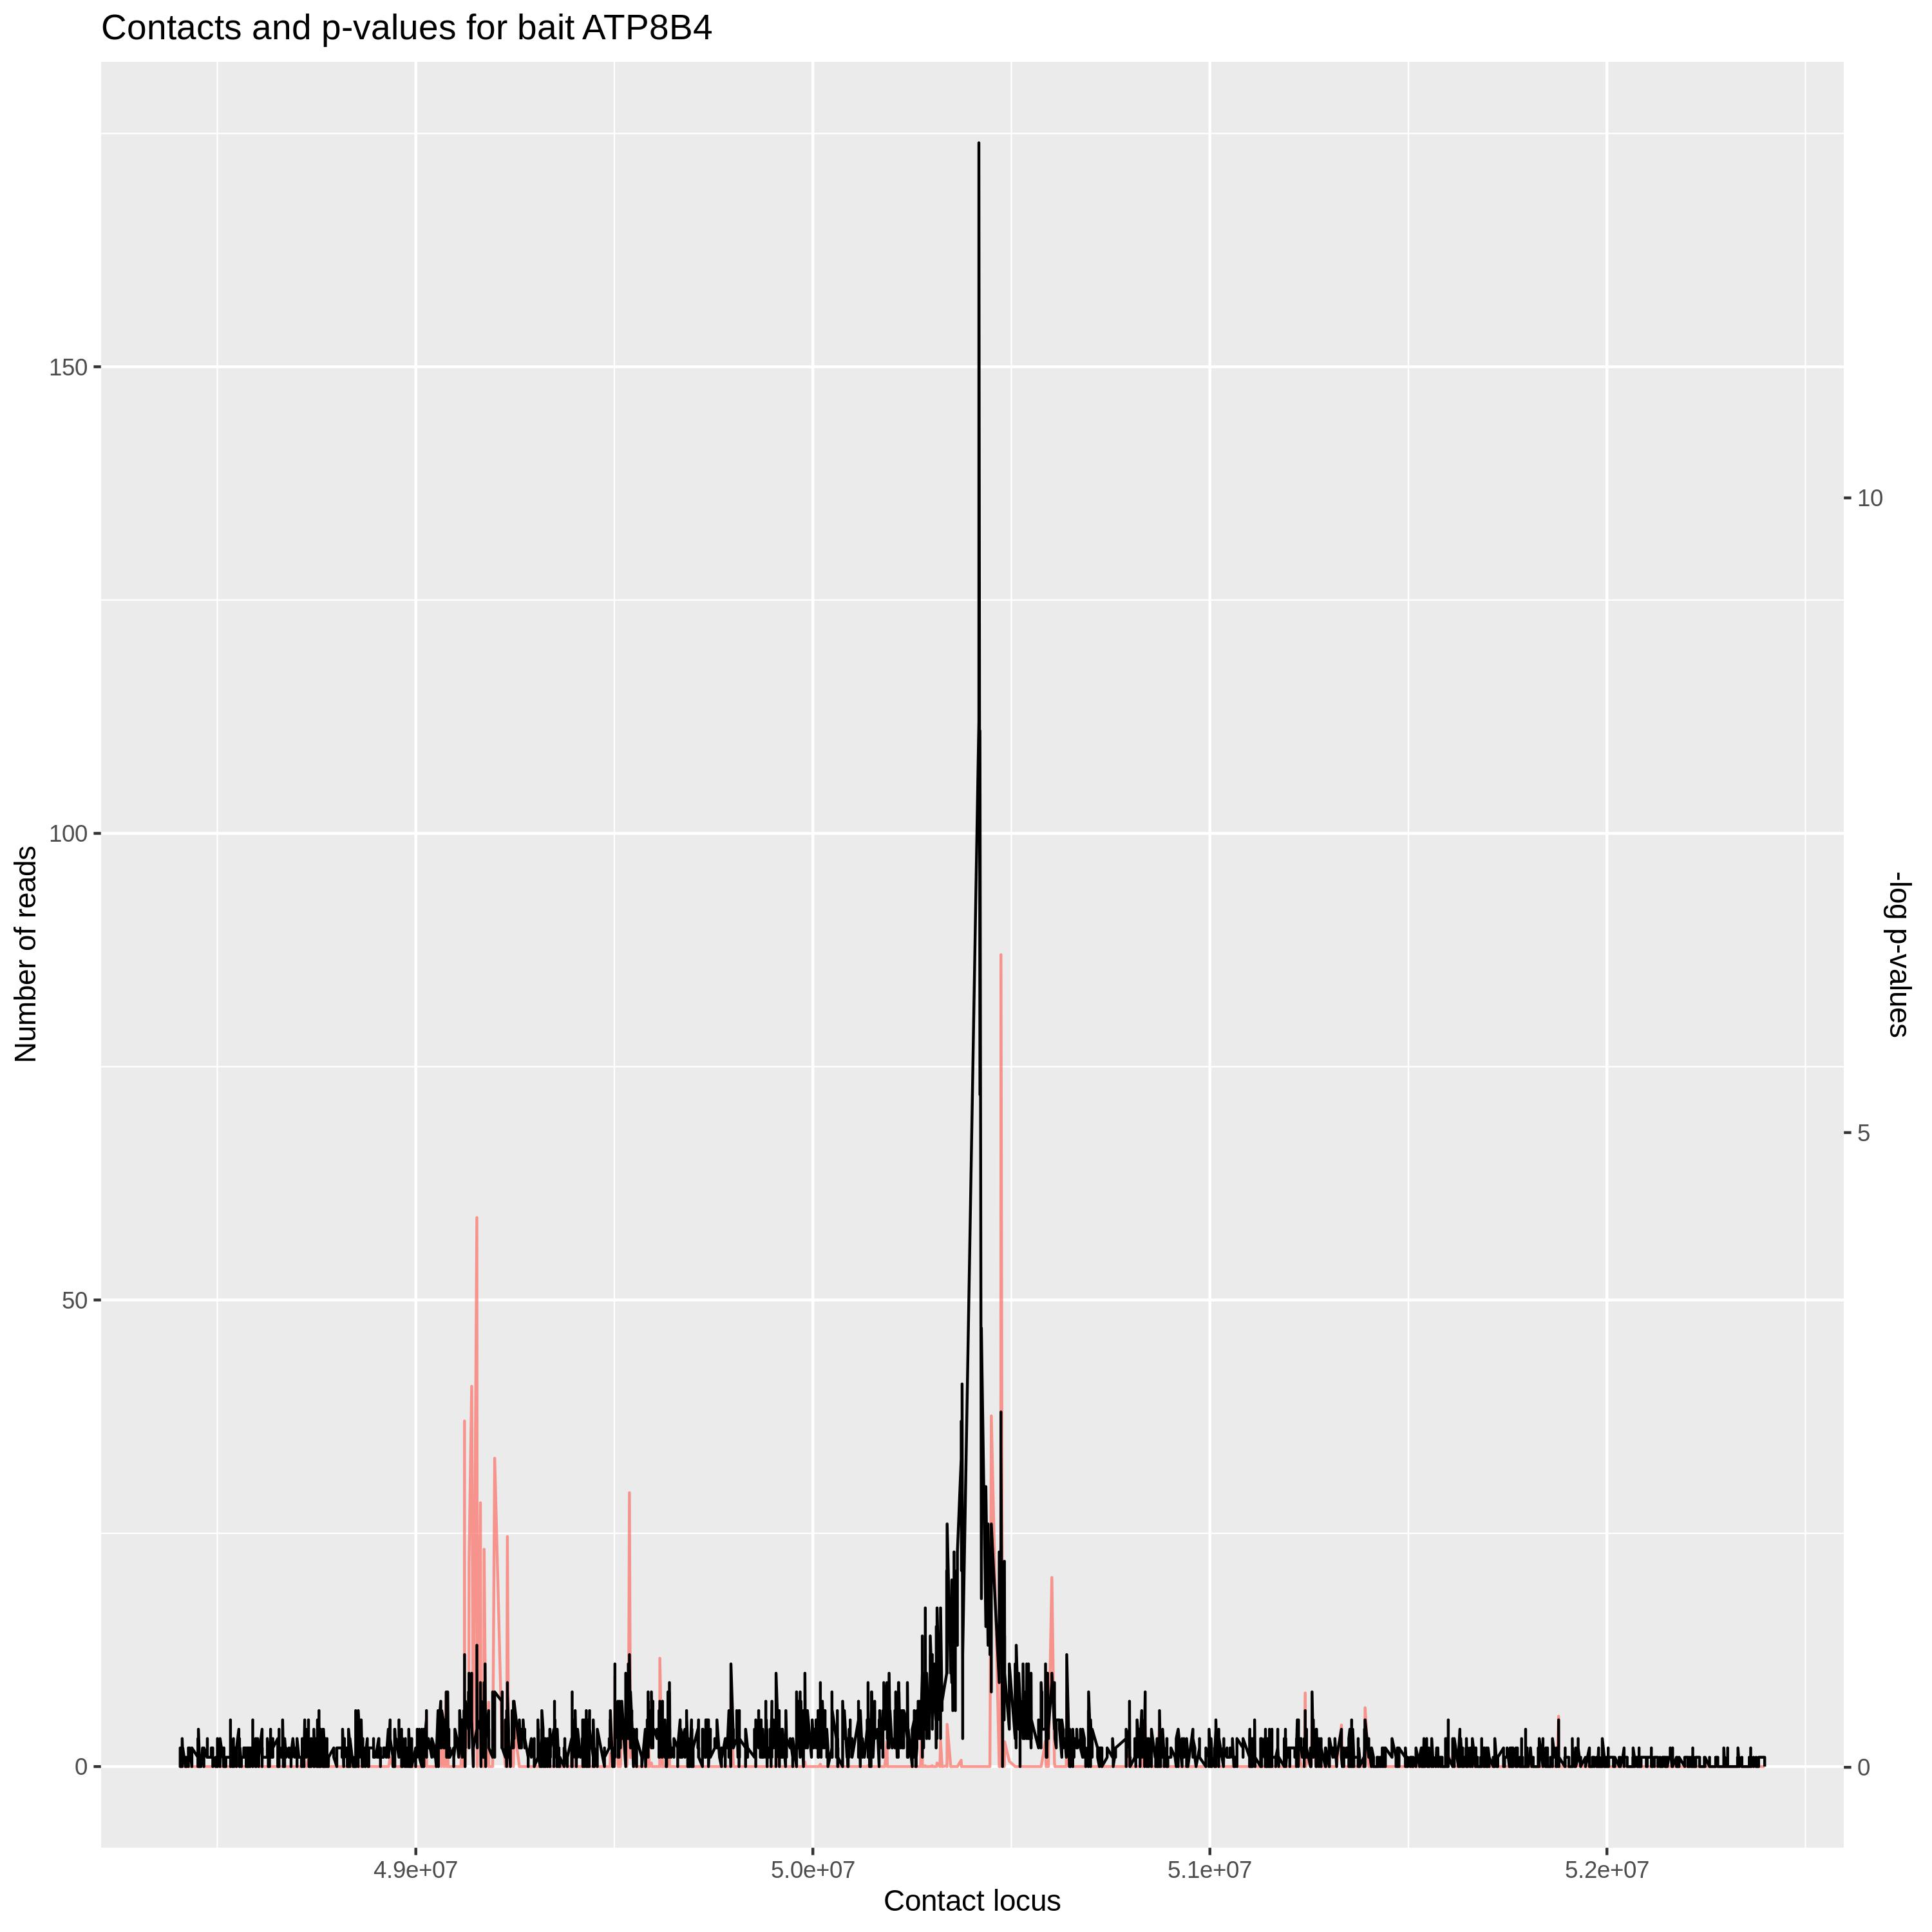 Contacts and p-values for bait ATP8B4
150
100
50
0
10
5
0
Number of reads
-log p-values
4.9e+07 5.0e+07 5.1e+07 5.2e+07
Contact locus